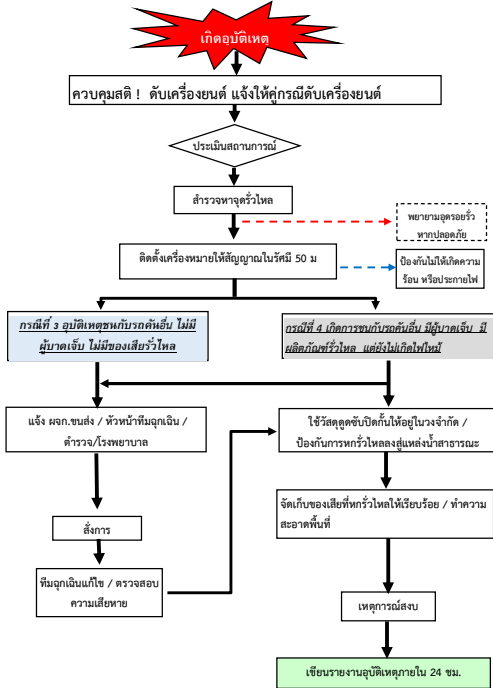 เกิดอุบัติเหตุ
ควบคุมสติ ! ดับเครื่องยนต์ แจ้งให้คู่กรณีดับเครื่องยนต์
ประเมินสถานการณ์
สำรวจหาจุดรั่วไหล
พยายามอุดรอยรั่ว
หากปลอดภัย
ติดตั้งเครื่องหมายให้สัญญาณในรัศมี 50 ม
ป้องกันไม่ให้เกิดความ
ร้อน หรือประกายไฟ
กรณีที่ 3 อุบัติเหตุชนกับรถคันอื่น ไม่มี
ผู้บาดเจ็บ ไม่มีของเสียรั่วไหล
กรณีที่ 4 เกิดการชนกับรถคันอื่น มีผู้บาดเจ็บ มี
ผลิตภัณฑ์รั่วไหล แต่ยังไม่เกิดไฟไหม้
แจ้ง ผจก.ขนส่ง / หัวหน้าทีมฉุกเฉิน /
ตำรวจ/โรงพยาบาล
ใช้วัสดุดูดซับปิดกั้นให้อยู่ในวงจำกัด /
ป้องกันการหกรั่วไหลลงสู่แหล่งน้ำสาธารณะ
สั่งการ
จัดเก็บของเสียที่หกรั่วไหลให้เรียบร้อย / ทำความ
สะอาดพื้นที่
ทีมฉุกเฉินแก้ไข / ตรวจสอบ
ความเสียหาย
เหตุการณ์สงบ
เขียนรายงานอุบัติเหตุภายใน 24 ชม.